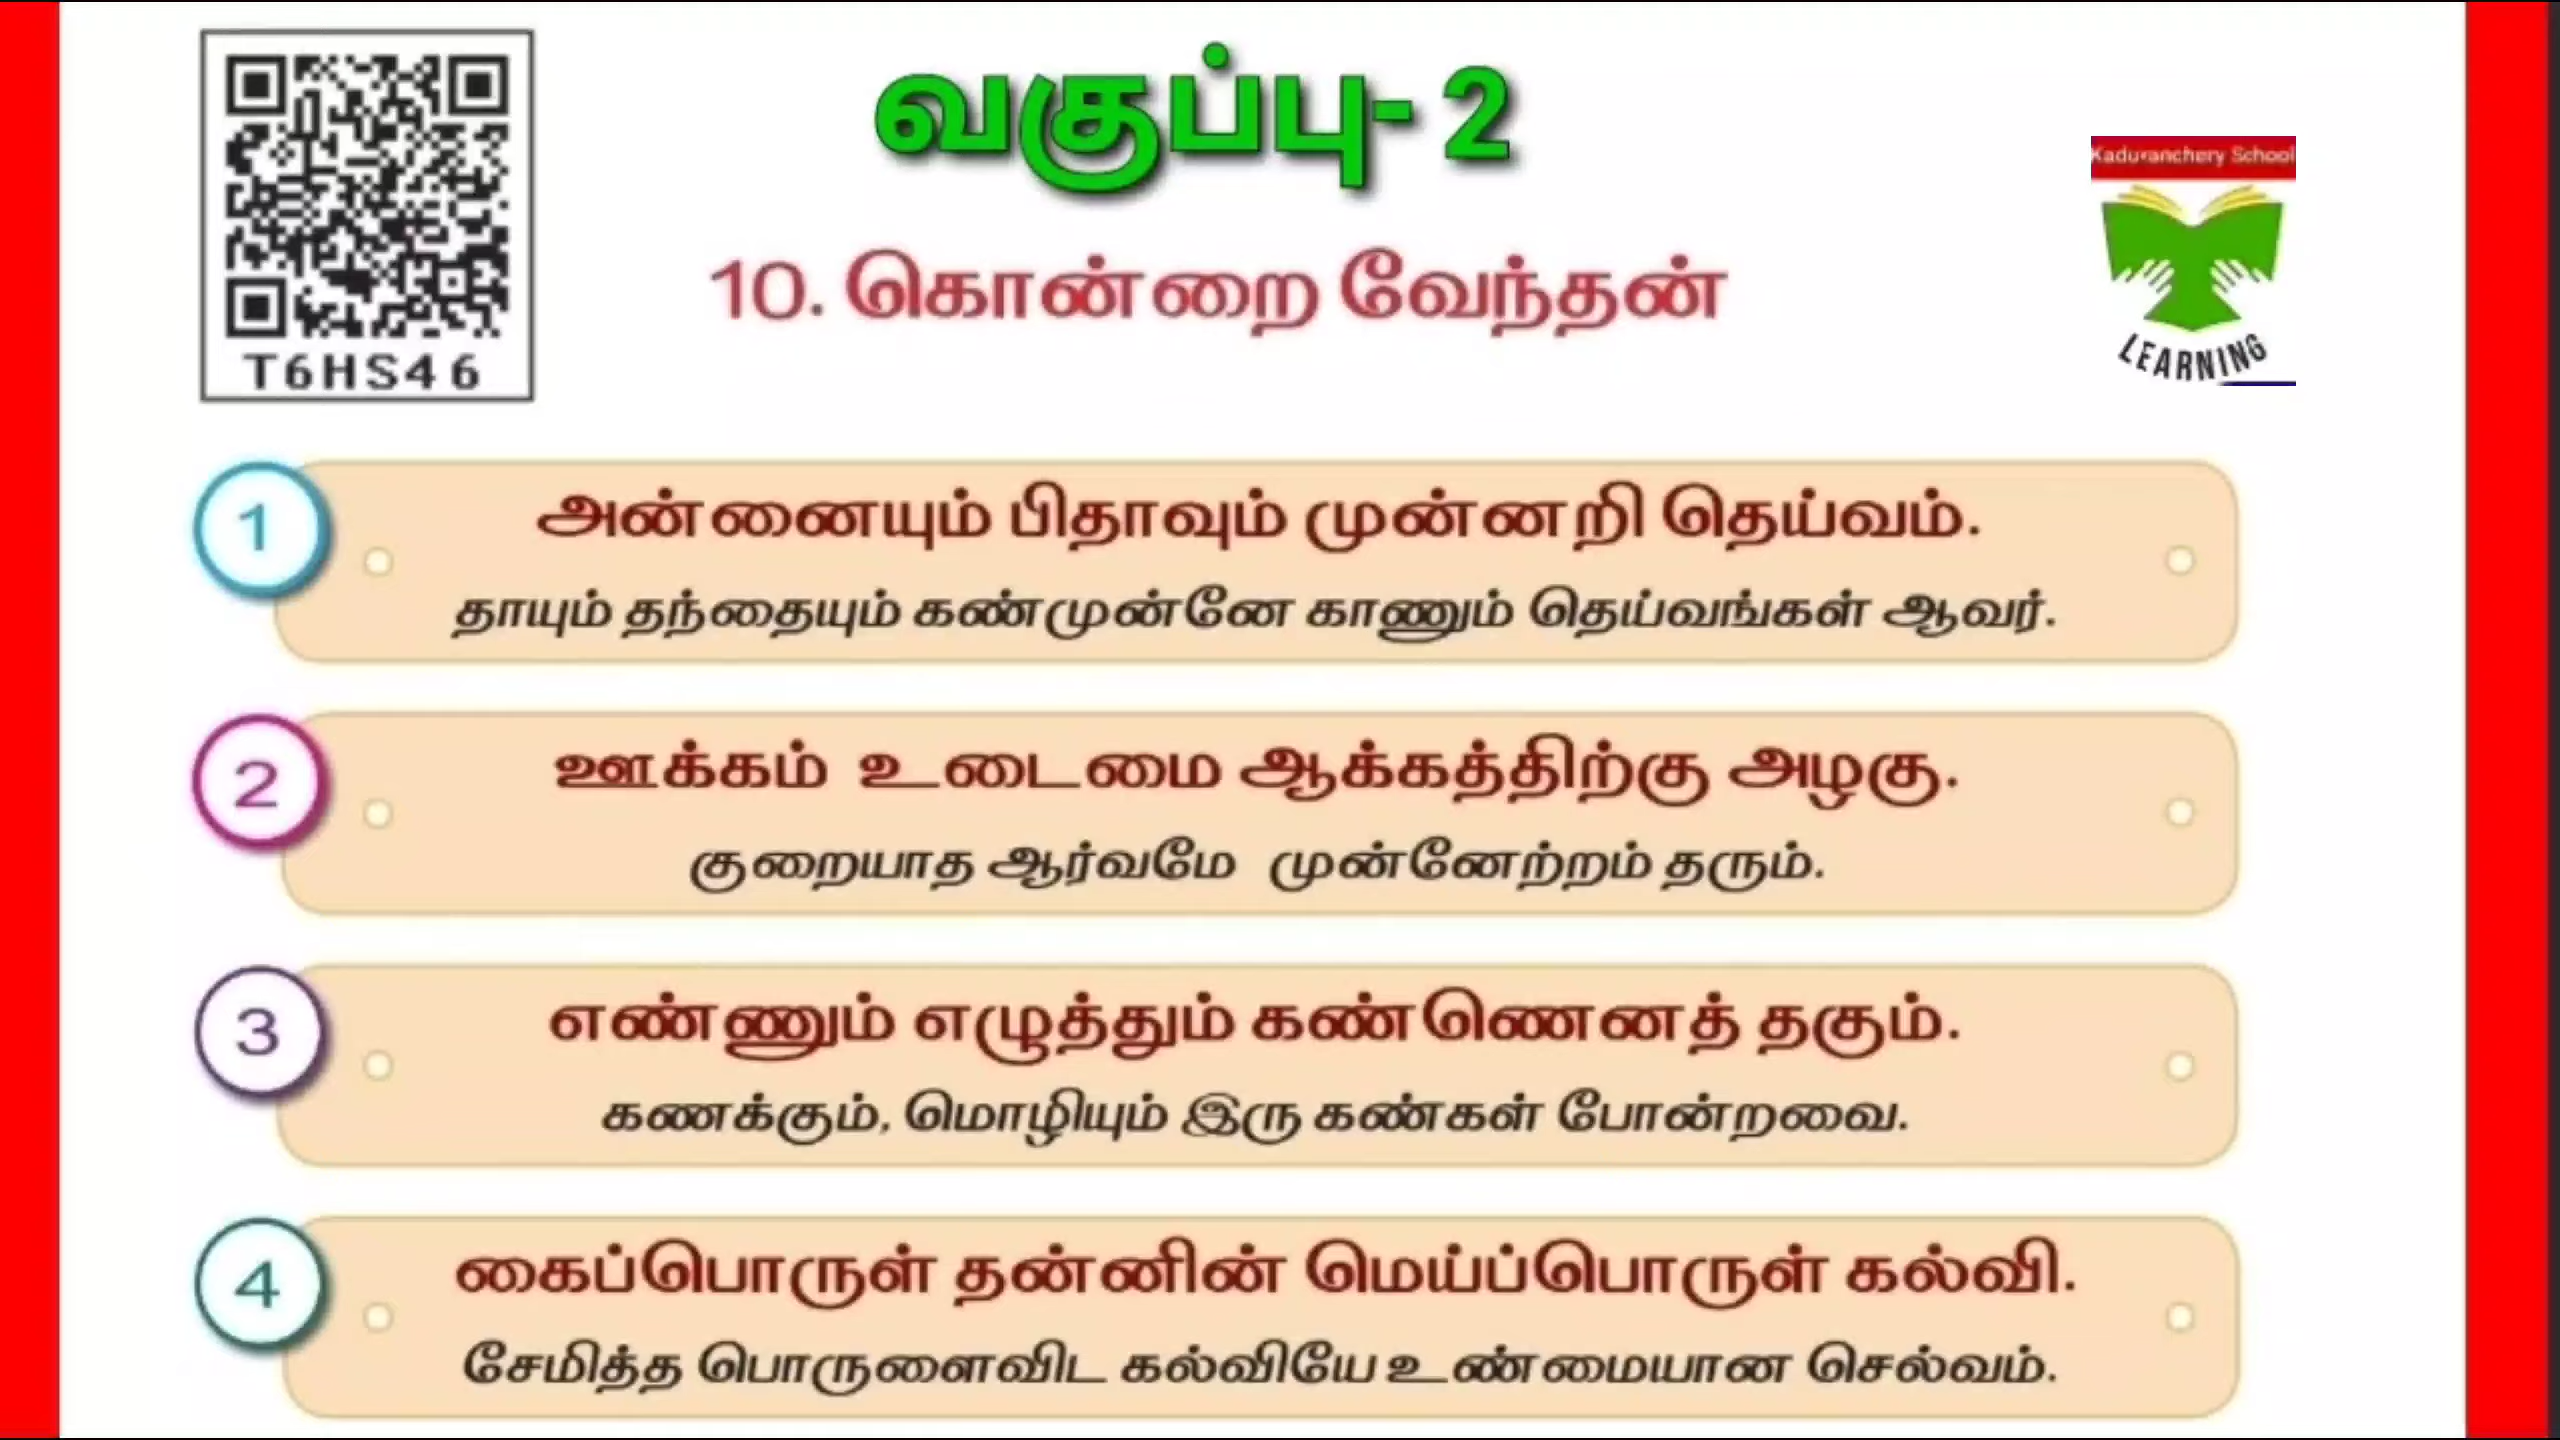 வகுப்பு- 2
T6HS46
Kaduvanchery School
LEARNING
10. கொன்றை வேந்தன்
1
அன்னையும் பிதாவும் முன்னறி தெய்வம்.
தாயும் தந்தையும் கண்முன்னே காணும் தெய்வங்கள் ஆவர்.
2
ஊக்கம் உடைமை ஆக்கத்திற்கு அழகு.
குறையாத ஆர்வமே முன்னேற்றம் தரும்.
3
எண்ணும் எழுத்தும் கண்ணெனத் தகும்.
கணக்கும், மொழியும் இரு கண்கள் போன்றவை.
4
கைப்பொருள் தன்னின் மெய்ப்பொருள் கல்வி.
சேமித்த பொருளைவிட கல்வியே உண்மையான செல்வம்.